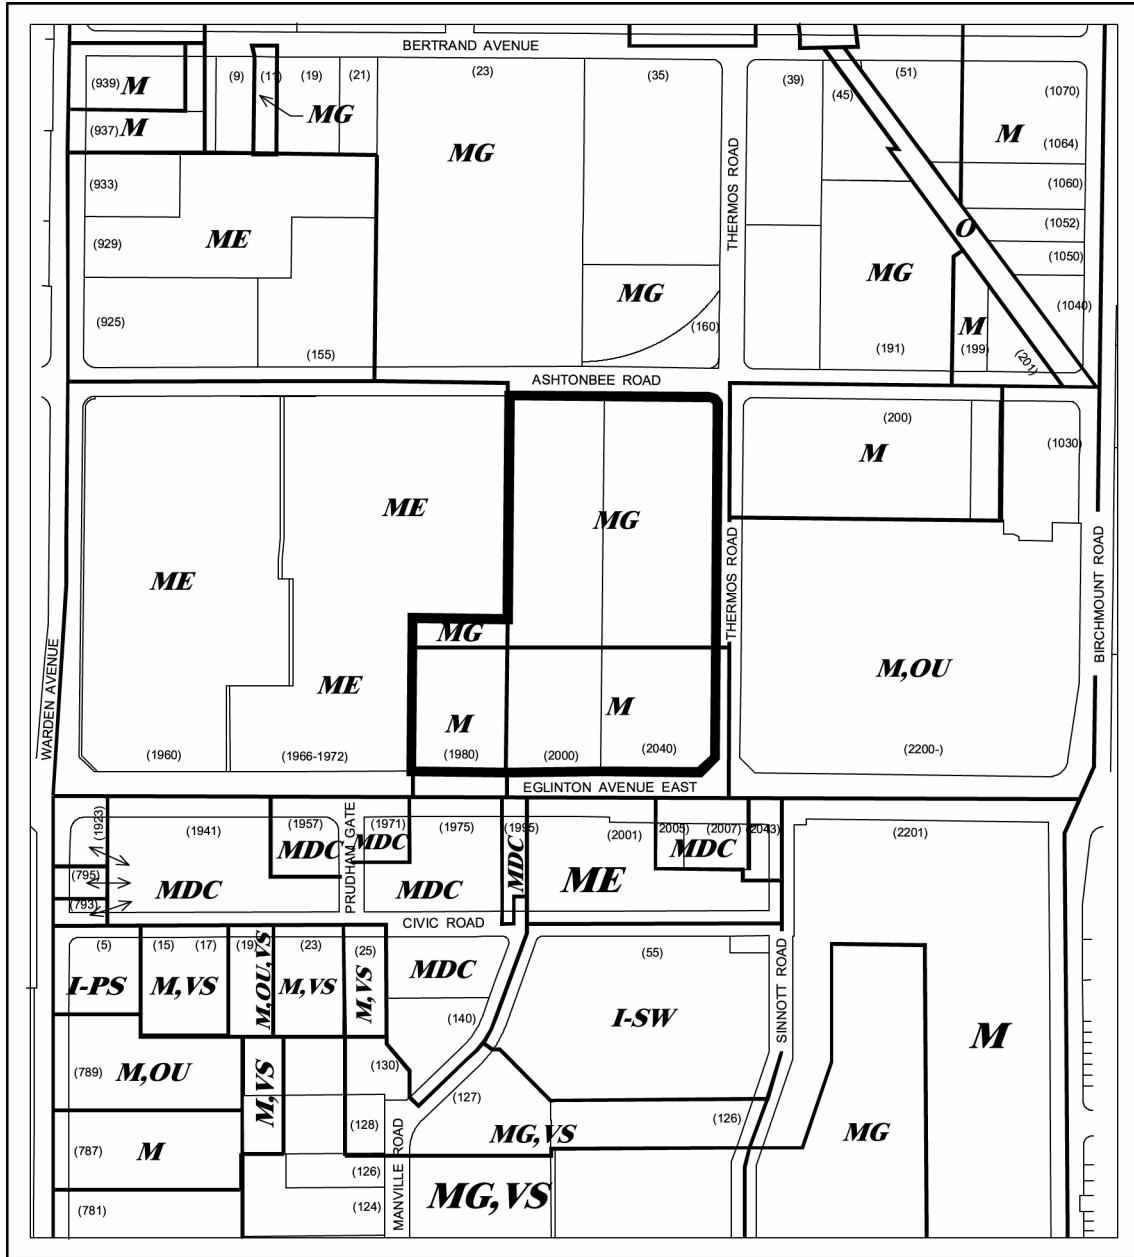 BERTRAND AVENUE
(939) M
(9)
(11)
(19)
(21)
(23)
(35)
(39)
(45)
(51)
(1070)
MG
(937) M
MG
M
(1064)
THERMOS ROAD
(933)
(1060)
ME
(929)
O
(1052)
(1050)
MG
MG
(925)
(155)
(160)
(191)
M
(199)
(201)
(1040)
ASHTONBEE ROAD
(200)
M
(1030)
ME
MG
ME
THERMOS ROAD
BIRCHMOUNT ROAD
MG
WARDEN AVENUE
ME
M,OU
M
M
(1960)
(1966-1972)
(1980)
(2000)
(2040)
(2200-)
EGLINTON AVENUE EAST
(1923)
(1941)
(1957)
PRUDHAM GATE
(1971)
(1975)
(1995)
(2001)
(2005)
(2007)
(2043)
(2201)
MDC
MDC
MDC
MDC
(795)
MDC
MDC
ME
(793)
CIVIC ROAD
(5)
(15)
(17)
(19)
(23)
(25)
(55)
I-PS
M,VS
M,OU,VS
M,VS
M,VS
MDC
SINNOTT ROAD
I-SW
(140)
M
(789)
M,OU
M,VS
(130)
(127)
(128)
(126)
MG,VS
MG
(787)
M
MANVILLE ROAD
(126)
(781)
(124)
MG,VS